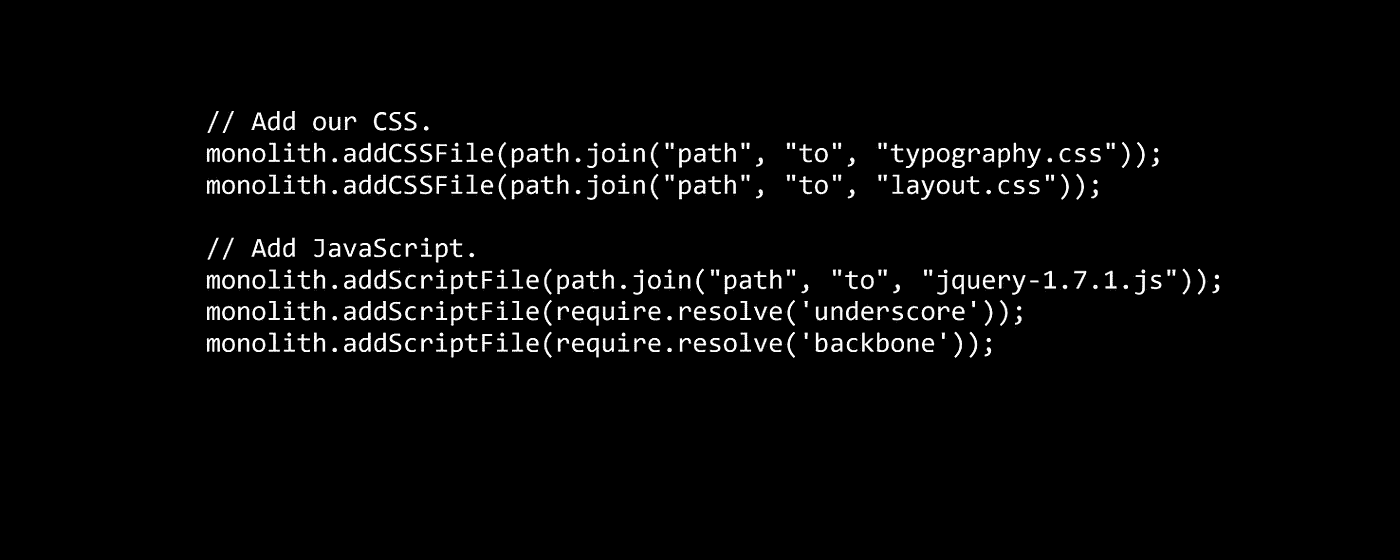 // Add our CSS.
monolith.addCSSFile(path.join("path", "to", "typography.css"));
monolith.addCSSFile(path.join("path", "to", "layout.css"));
// Add JavaScript.
monolith.addScriptFile(path.join("path", "to", "jquery-1.7.1.js"));
monolith.addScriptFile(require.resolve('underscore'));
monolith.addScriptFile(require.resolve('backbone'));